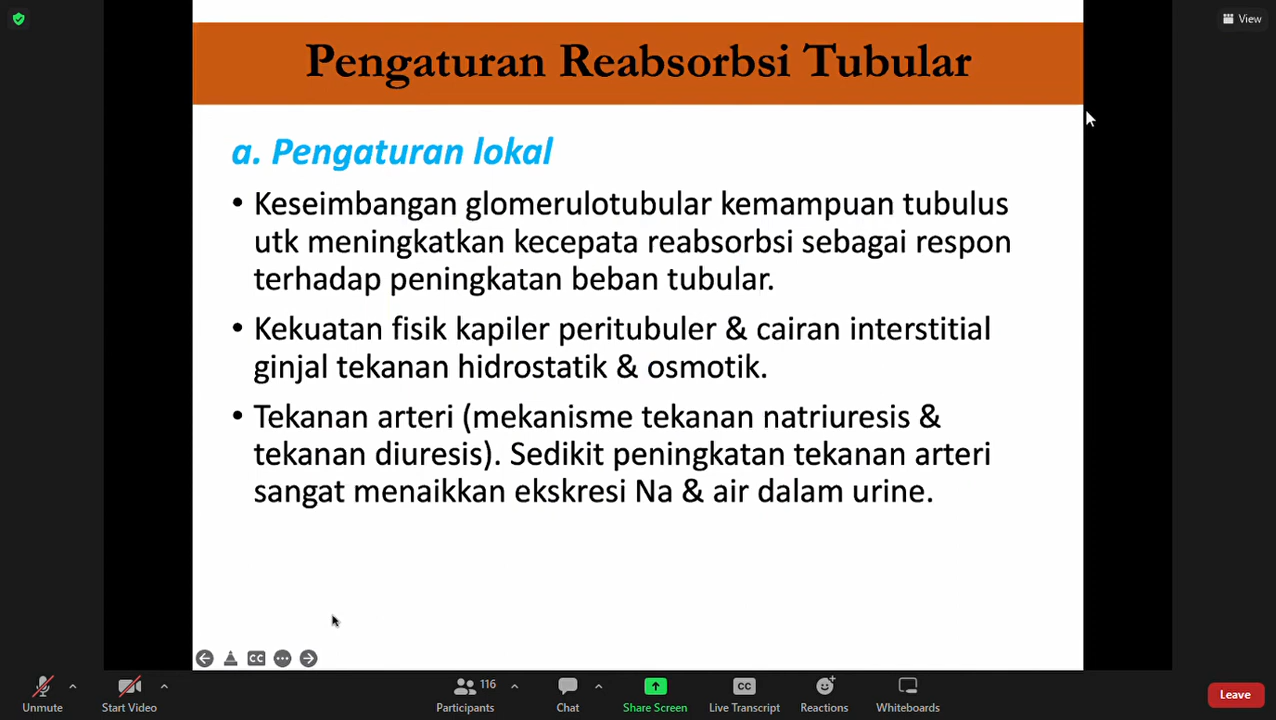 View
Pengaturan Reabsorbsi Tubular
a. Pengaturan lokal
• Keseimbangan glomerulotubular kemampuan tubulus
utk meningkatkan kecepata reabsorbsi sebagai respon
terhadap peningkatan beban tubular.
• Kekuatan fisik kapiler peritubuler & cairan interstitial
ginjal tekanan hidrostatik & osmotik.
• Tekanan arteri (mekanisme tekanan natriuresis &
tekanan diuresis). Sedikit peningkatan tekanan arteri
sangat menaikkan ekskresi Na & air dalam urine.
CC
116
CC
Unmute Start Video Participants Chat Share Screen Live Transcript Reactions Whiteboards Leave